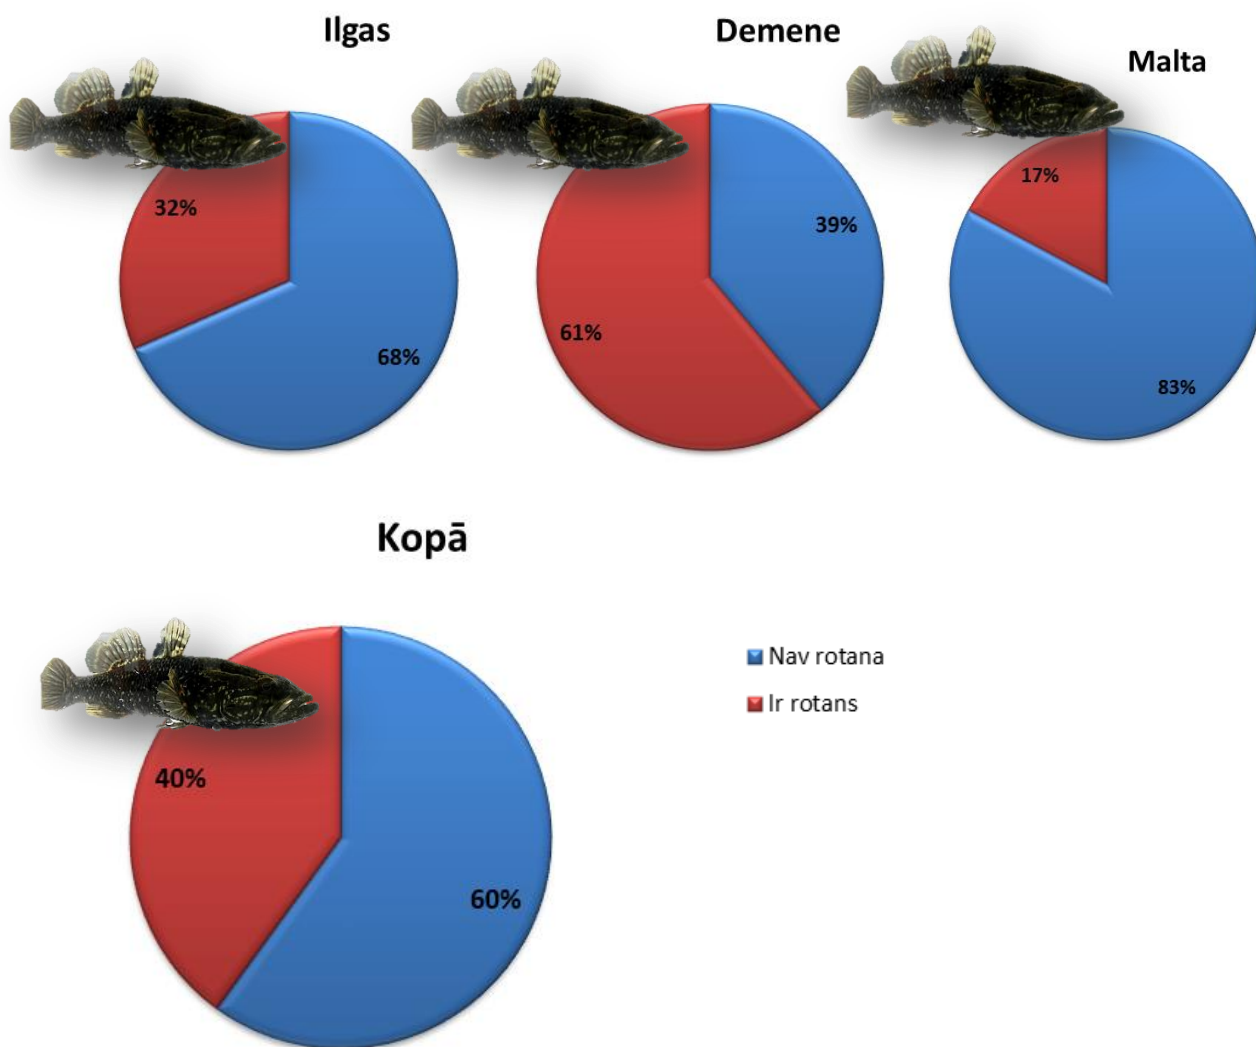 Ilgas
Demene
Malta
32%
68%
39%
61%
17%
83%
Kopā
40%
60%
Nav rotana
Ir rotans